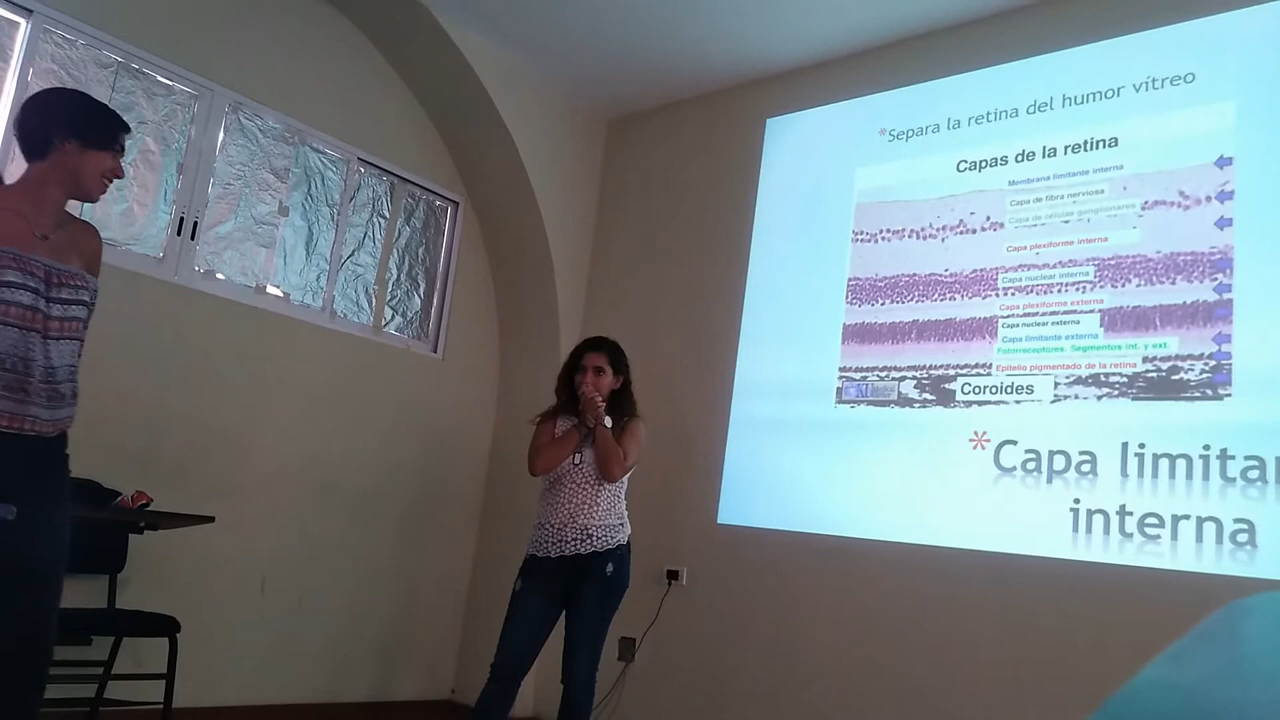 *Separa la retina del humor vítreo
Capas de la retina
Membrana limitante interna
Capa de fibra nerviosa
Capa de células ganglionares
Capa plexiforme interna
Capa nuclear interna
Capa plexiforme externa
Capa nuclear externa
Capa limitante externa
Fotorreceptores. Segmentos int. y ext.
Epitelio pigmentado de la retina
Coroides
*Capa limita
interna